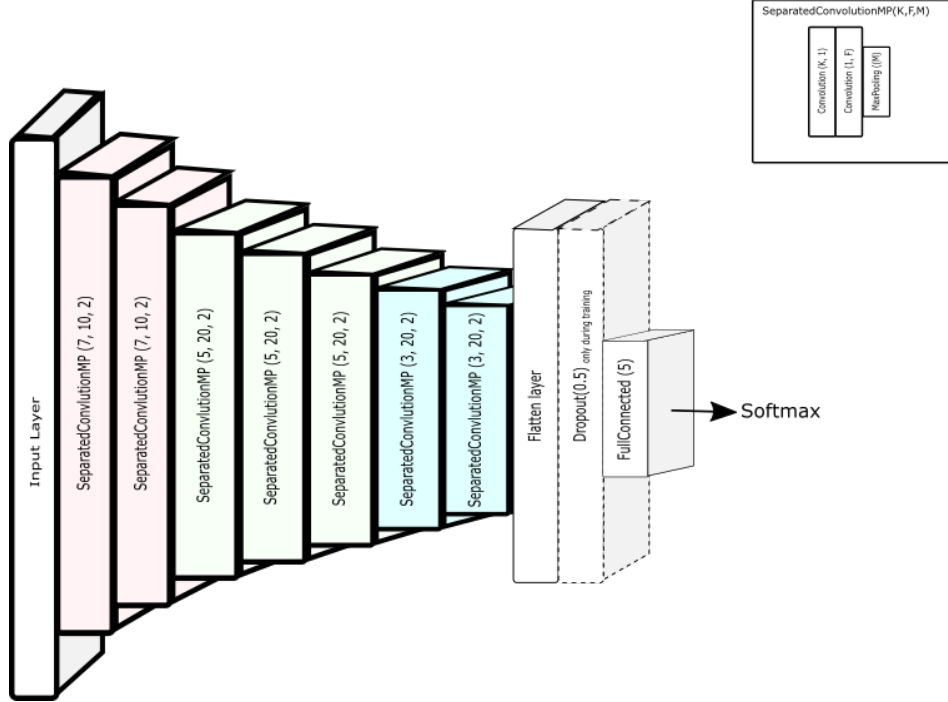 SeparatedConvolutionMP(K,F,M)
Convolution (K, 1)
Convolution (1, F)
MaxPooling ((M)
Input Layer
SeparatedConvlutionMP (7, 10, 2)
SeparatedConvlutionMP (7, 10, 2)
SeparatedConvlutionMP (5, 20, 2)
SeparatedConvlutionMP (5, 20, 2)
SeparatedConvlutionMP (5, 20, 2)
SeparatedConvlutionMP (3, 20, 2)
SeparatedConvlutionMP (3, 20, 2)
Flatten layer
Dropout(0.5) only during training
FullConnected (5)
Softmax